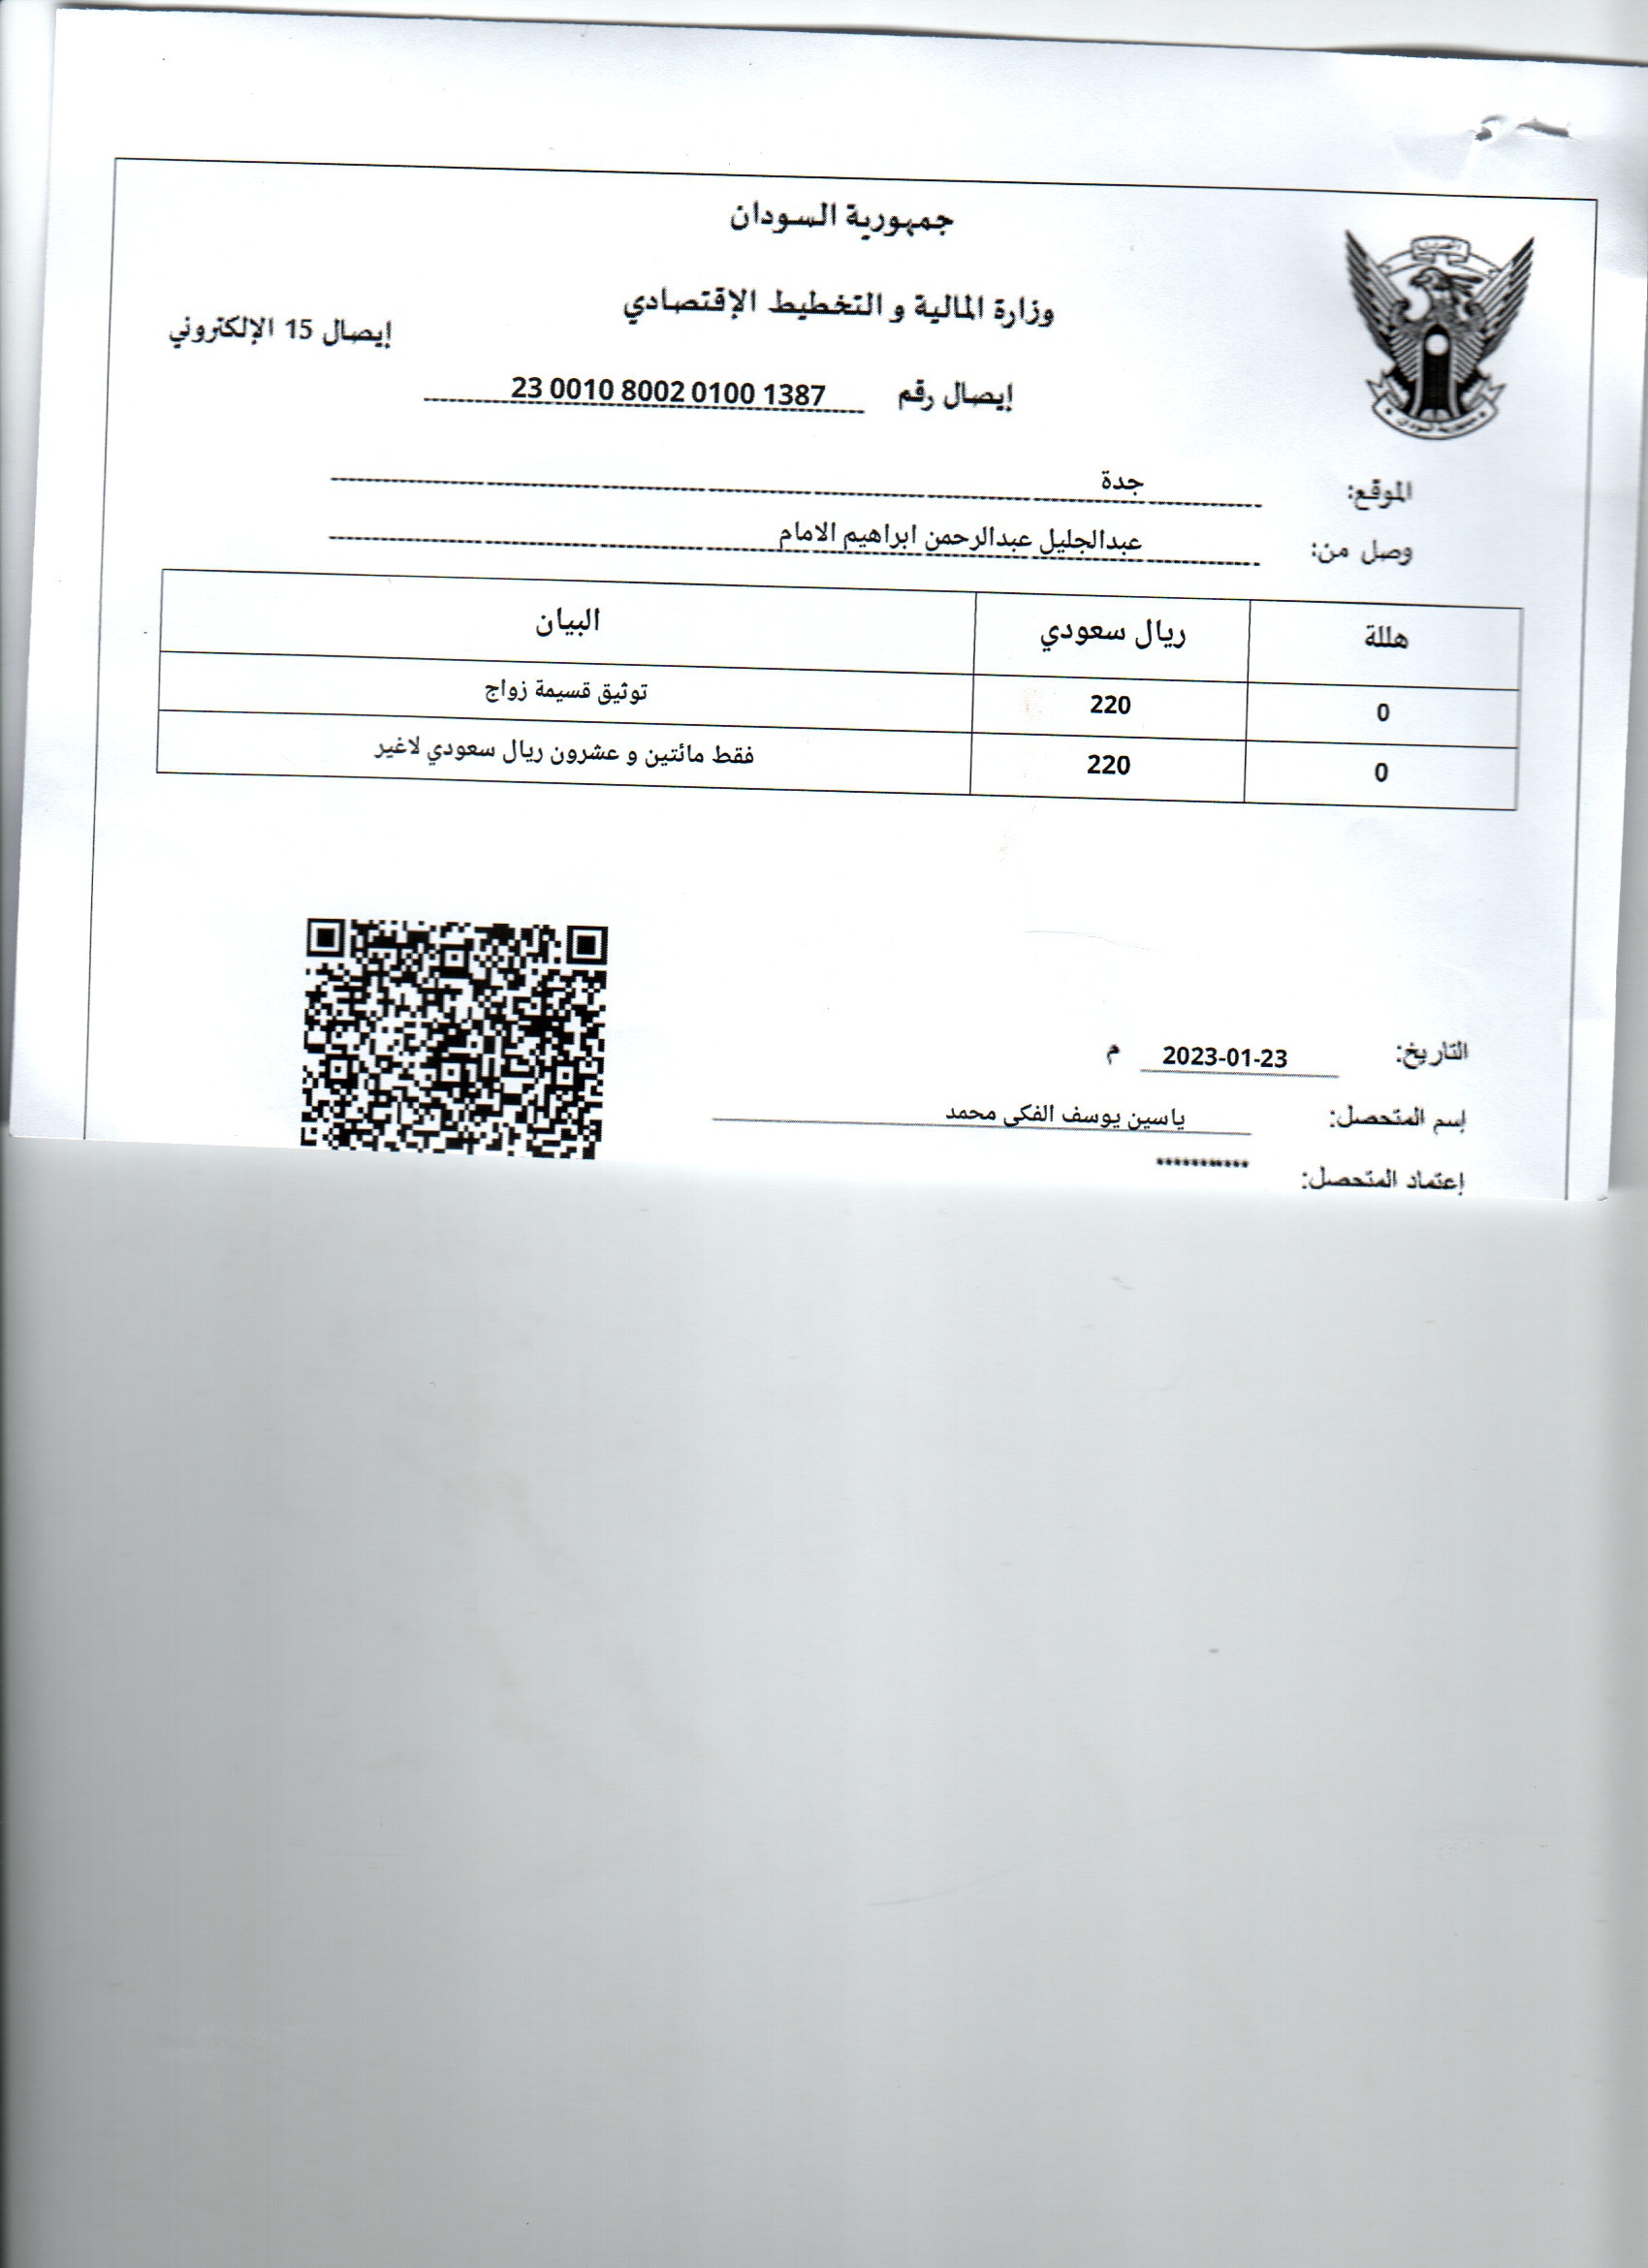 جمهورية السودان
وزارة المالية و التخطيط الإقتصادي
إيصال 15 الإلكتروني
إيصال رقم 23 0010 8002 0100 1387
الموقع: جدة
وصل من: عبدالجليل عبدالرحمن ابراهيم الامام
هللة ريال سعودي البيان
0 220 توثيق قسيمة زواج
0 220 فقط مائتين و عشرون ريال سعودي لاغير
التاريخ: 2023-01-23 م
إسم المتحصل: ياسين يوسف الفكى محمد
إعتماد المتحصل: ***********